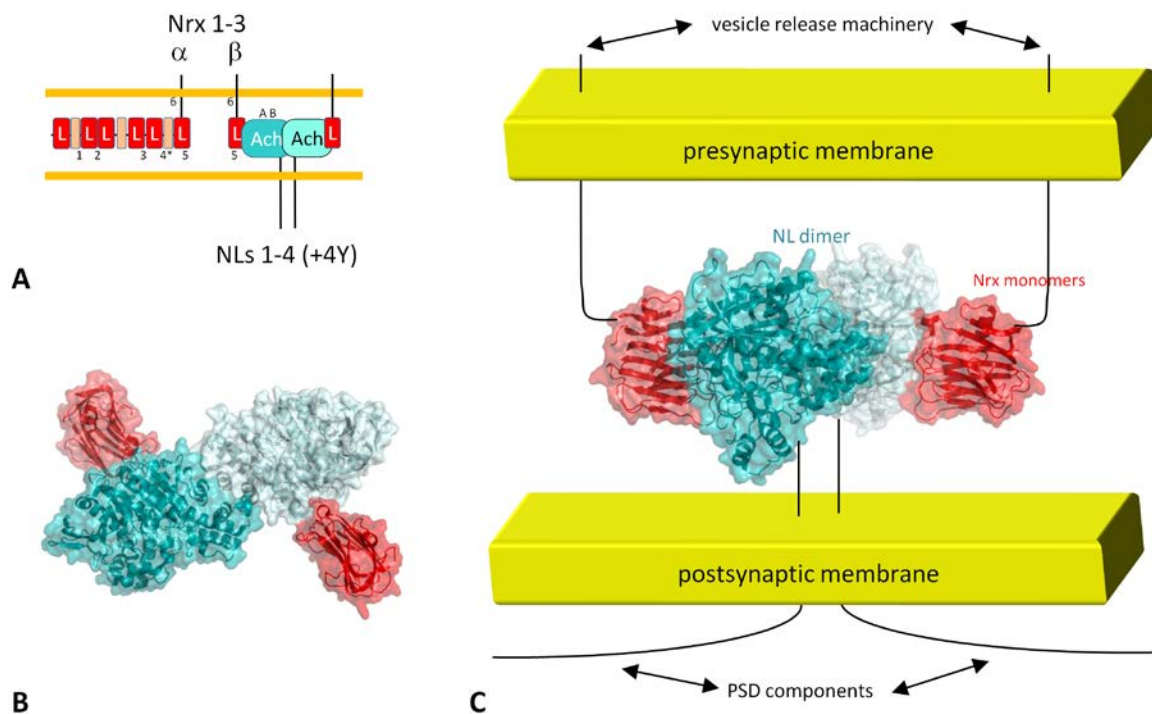 Nrx 1-3
α β
6 6
A B
L L L L L L L Ach Ach L
1 2 3 4* 5 5
NLs 1-4 (+4Y)
A
B
vesicle release machinery
presynaptic membrane
NL dimer
Nrx monomers
postsynaptic membrane
PSD components
C